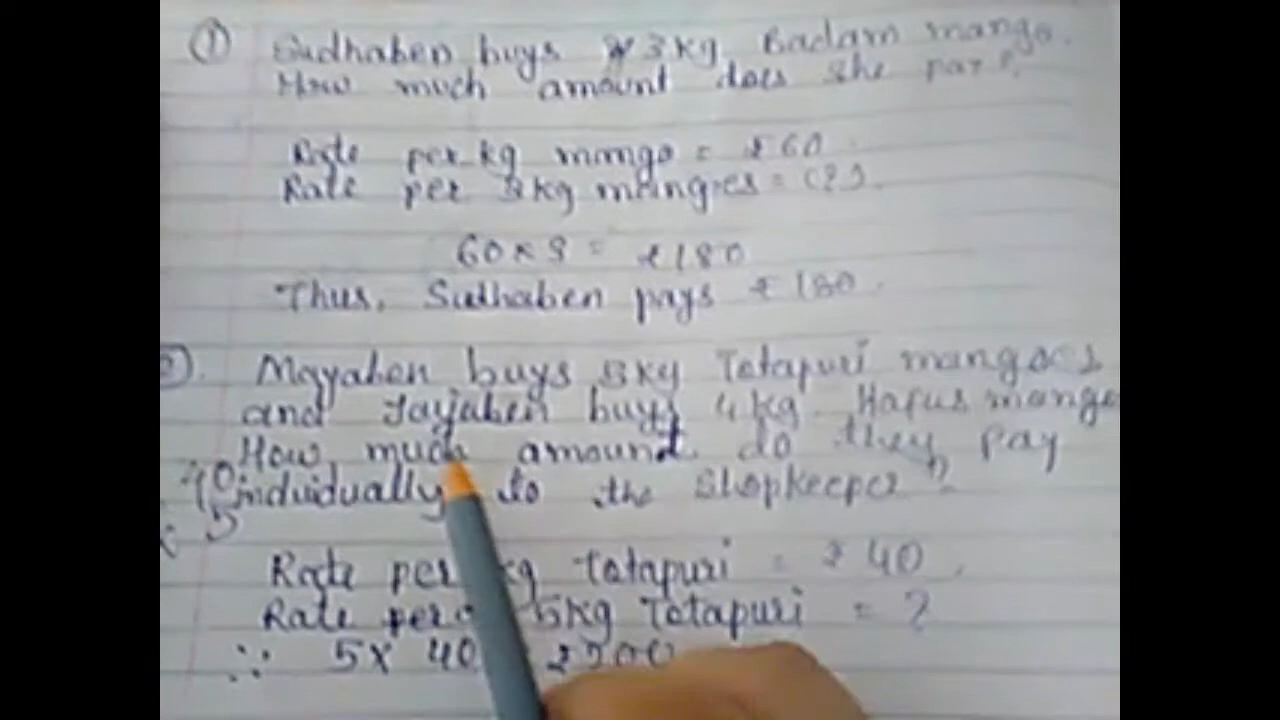 ① Sudhaben buys 3kg Badam mango.
How much amount does she pay?
Rate per kg mango = ₹60
Rate per 3kg mangoes = (?).
60 × 3 = ₹180
Thus, Sudhaben pays ₹180.
②. Mayaben buys 5kg Totapuri mangoes
and Jayaben buys 4kg Hafus mango
How much amount do they pay
individually to the Shopkeeper?
40
× 5
Rate per kg Totapuri = ₹40.
Rate per 5kg Totapuri = ?
∵ 5 × 40 ₹200